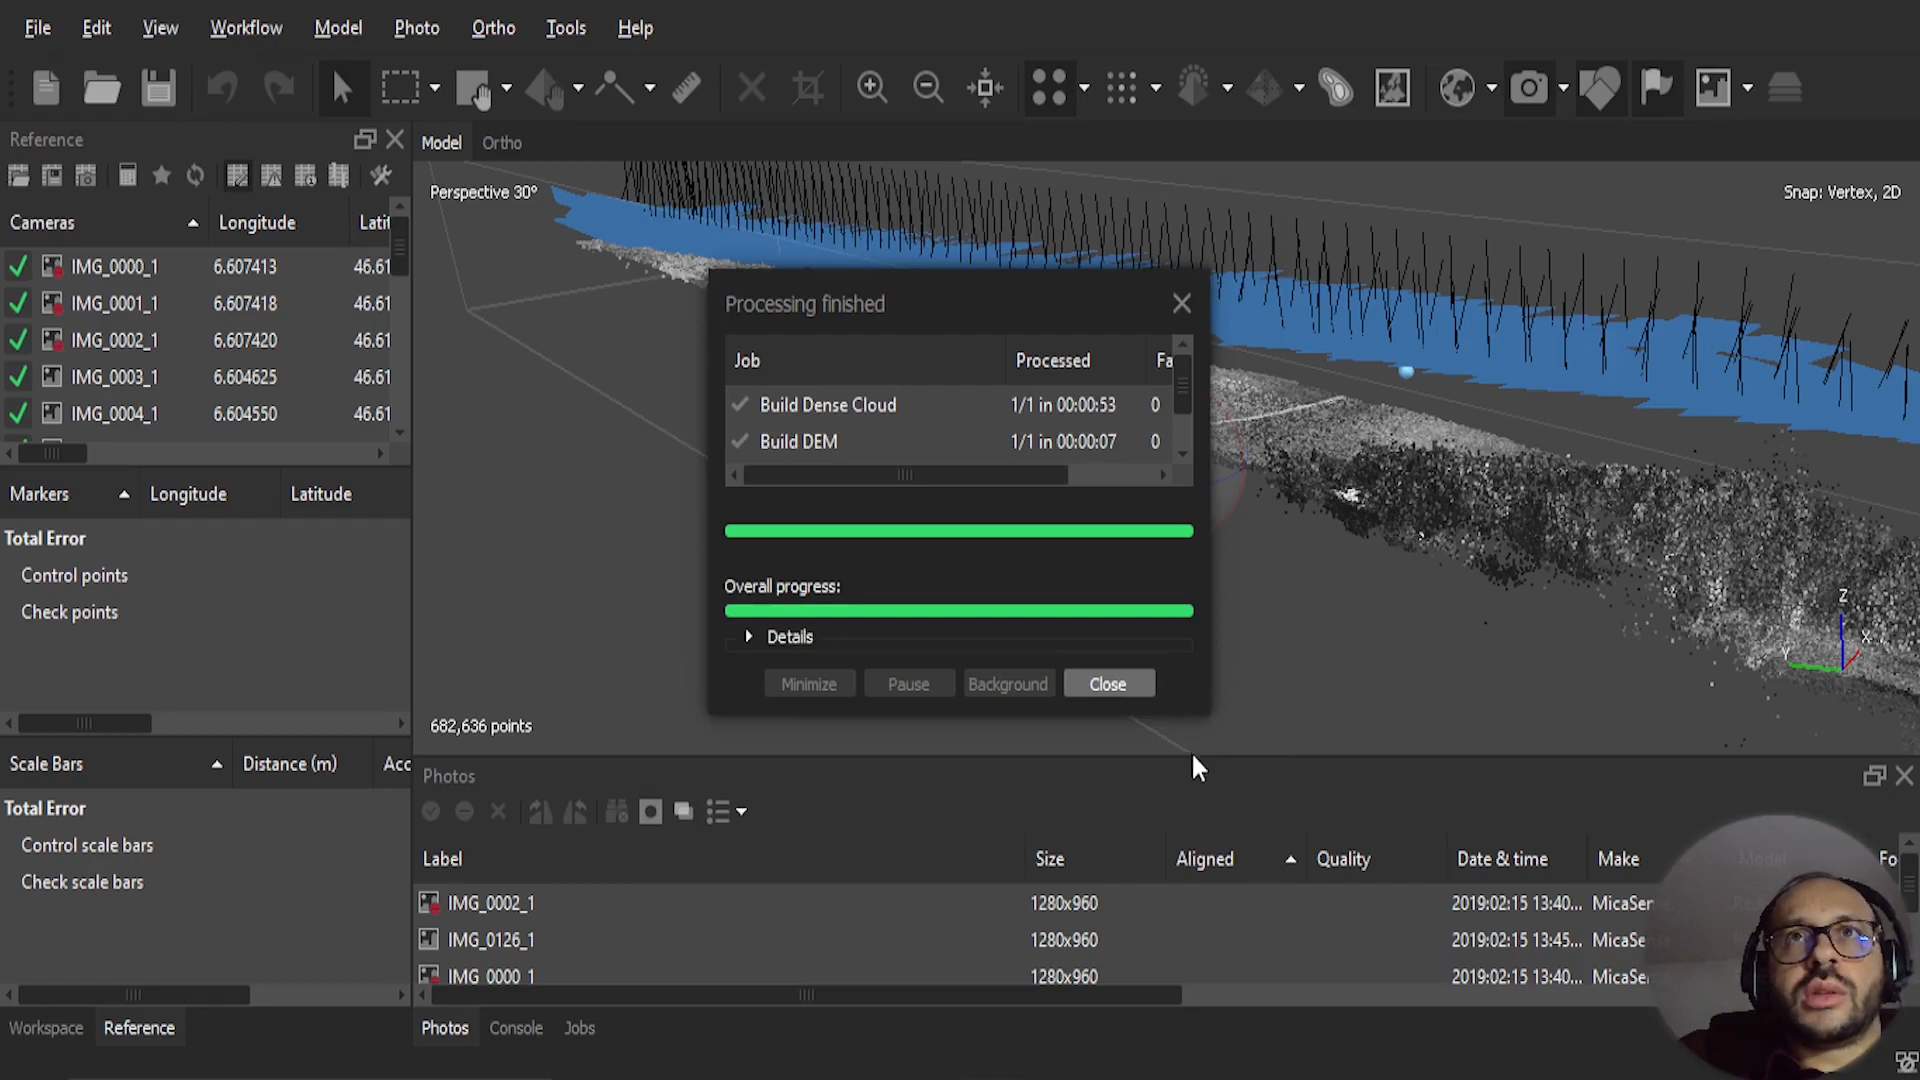 File Edit View Workflow Model Photo Ortho Tools Help
Reference
Cameras Longitude Latit
IMG_0000_1 6.607413 46.61
IMG_0001_1 6.607418 46.61
IMG_0002_1 6.607420 46.61
IMG_0003_1 6.604625 46.61
IMG_0004_1 6.604550 46.61
Markers Longitude Latitude
Total Error
Control points
Check points
Scale Bars Distance (m) Acc
Total Error
Control scale bars
Check scale bars
Workspace Reference
Model Ortho
Perspective 30°
Snap: Vertex, 2D
Processing finished
Job Processed Fa
Build Dense Cloud 1/1 in 00:00:53 0
Build DEM 1/1 in 00:00:07 0
Overall progress:
Details
Minimize Pause Background Close
Z
X
Y
682,636 points
Photos
Label Size Aligned Quality Date & time Make Model Fo
IMG_0002_1 1280x960 2019:02:15 13:40... MicaSen
IMG_0126_1 1280x960 2019:02:15 13:45... MicaSen
IMG_0000_1 1280x960 2019:02:15 13:40... MicaSen
Photos Console Jobs